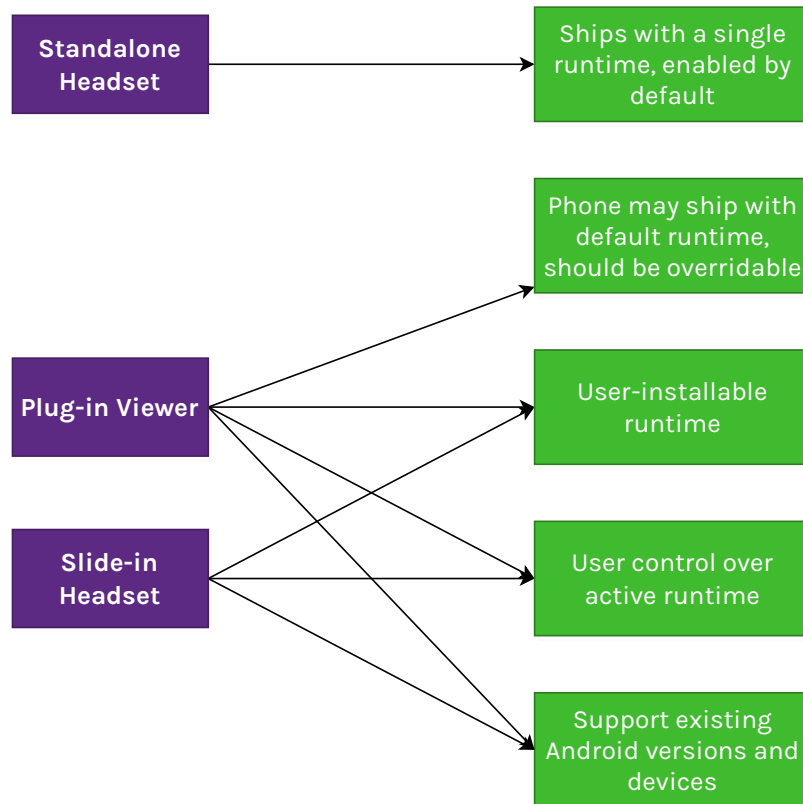 Standalone
Headset
Ships with a single
runtime, enabled by
default
Phone may ship with
default runtime,
should be overridable
Plug-in Viewer
User-installable
runtime
Slide-in
Headset
User control over
active runtime
Support existing
Android versions and
devices